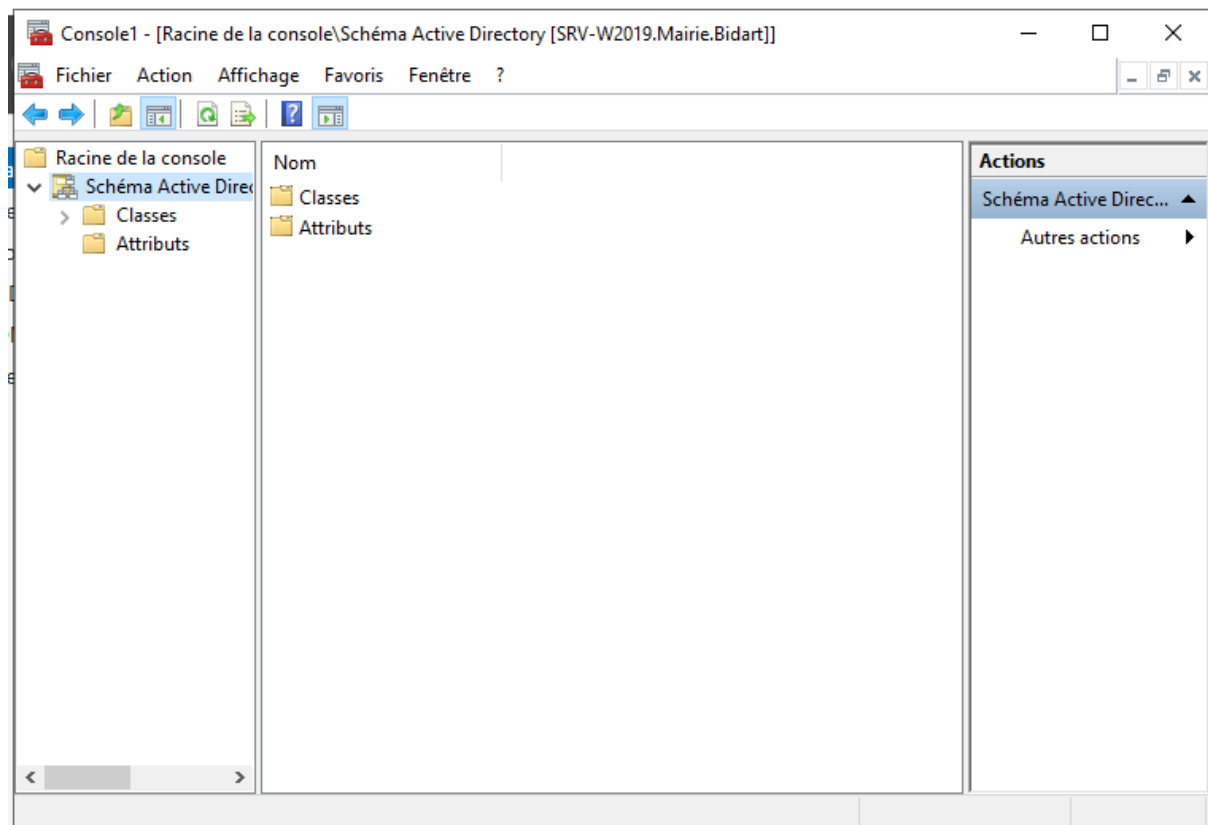 Console1 - [Racine de la console\Schéma Active Directory [SRV-W2019.Mairie.Bidart]]
Fichier Action Affichage Favoris Fenêtre ?
Racine de la console
Schéma Active Direc
Classes
Attributs
Nom
Classes
Attributs
Actions
Schéma Active Direc...
Autres actions